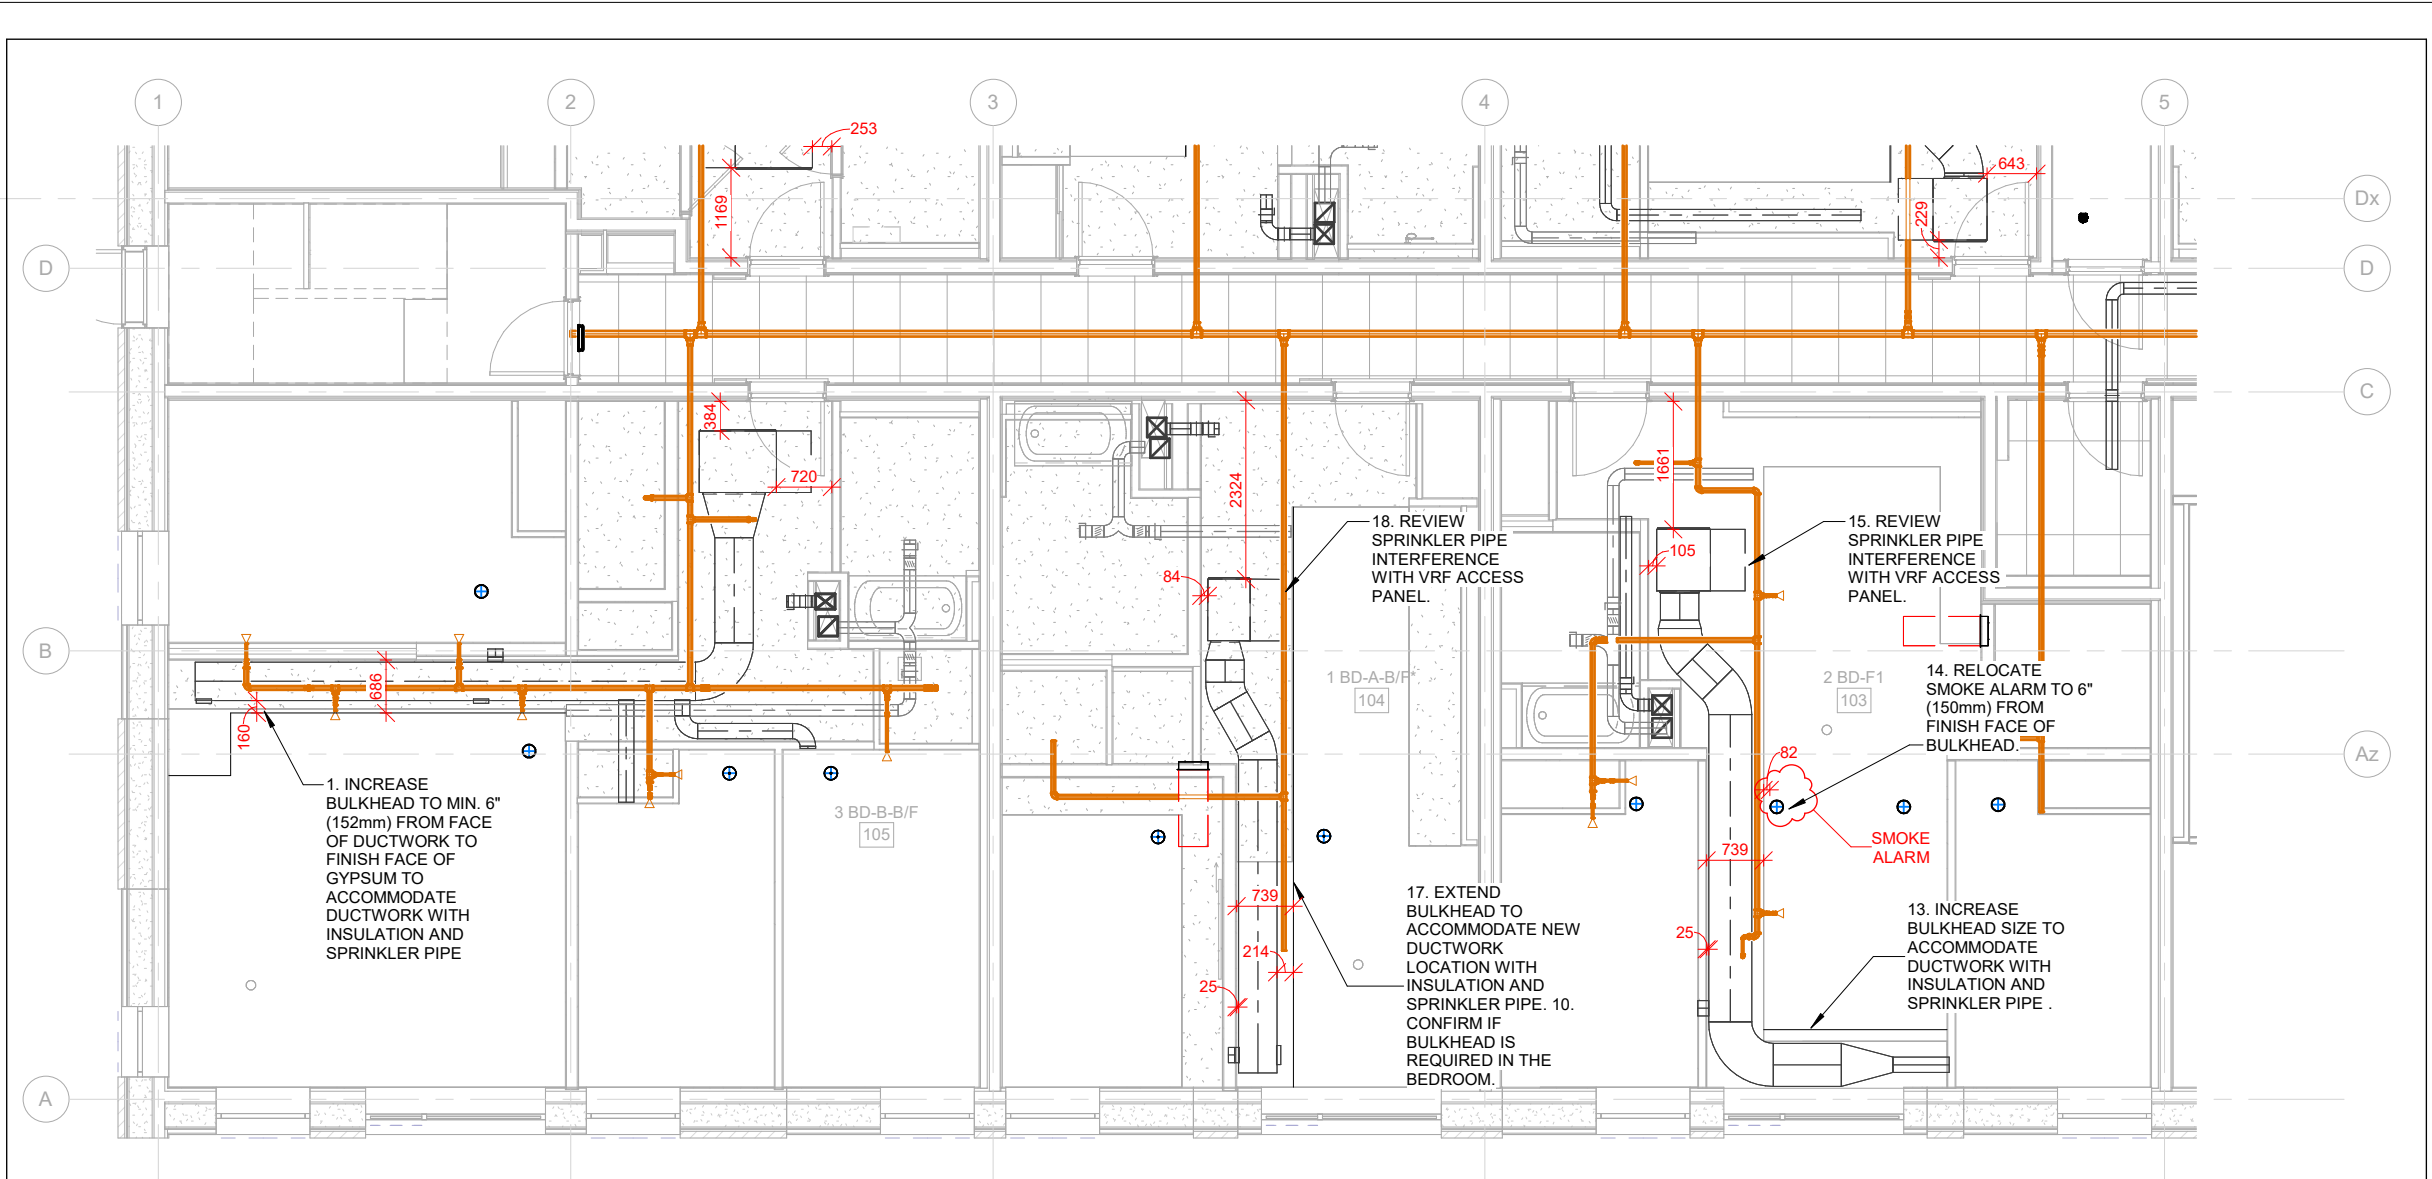 1
2
3
4
5
253
1169
643
229
Dx
D
D
C
384
720
2324
1661
18. REVIEW
SPRINKLER PIPE
INTERFERENCE
WITH VRF ACCESS
PANEL.
15. REVIEW
SPRINKLER PIPE
INTERFERENCE
WITH VRF ACCESS
PANEL.
84
105
B
686
160
1 BD-A-B/F*
104
2 BD-F1
103
14. RELOCATE
SMOKE ALARM TO 6"
(150mm) FROM
FINISH FACE OF
BULKHEAD.
Az
82
SMOKE
ALARM
1. INCREASE
BULKHEAD TO MIN. 6"
(152mm) FROM FACE
OF DUCTWORK TO
FINISH FACE OF
GYPSUM TO
ACCOMMODATE
DUCTWORK WITH
INSULATION AND
SPRINKLER PIPE
3 BD-B-B/F
105
739
739
214
25
25
17. EXTEND
BULKHEAD TO
ACCOMMODATE NEW
DUCTWORK
LOCATION WITH
INSULATION AND
SPRINKLER PIPE. 10.
CONFIRM IF
BULKHEAD IS
REQUIRED IN THE
BEDROOM.
13. INCREASE
BULKHEAD SIZE TO
ACCOMMODATE
DUCTWORK WITH
INSULATION AND
SPRINKLER PIPE .
A